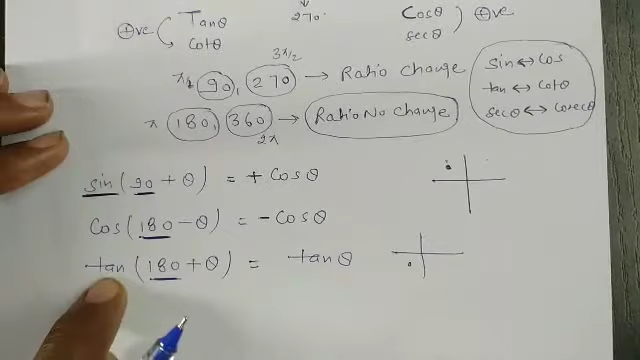 ⊕ve Tanθ Cotθ
270° Cosθ secθ ⊕ve
π/2 90, 270 3π/2 → Ratio Change
π 180, 360 2π → Ratio No Change
sin ↔ cos
tan ↔ cotθ
secθ ↔ cosecθ
sin(90+θ) = + Cosθ
Cos(180-θ) = - Cosθ
tan(180+θ) = tanθ